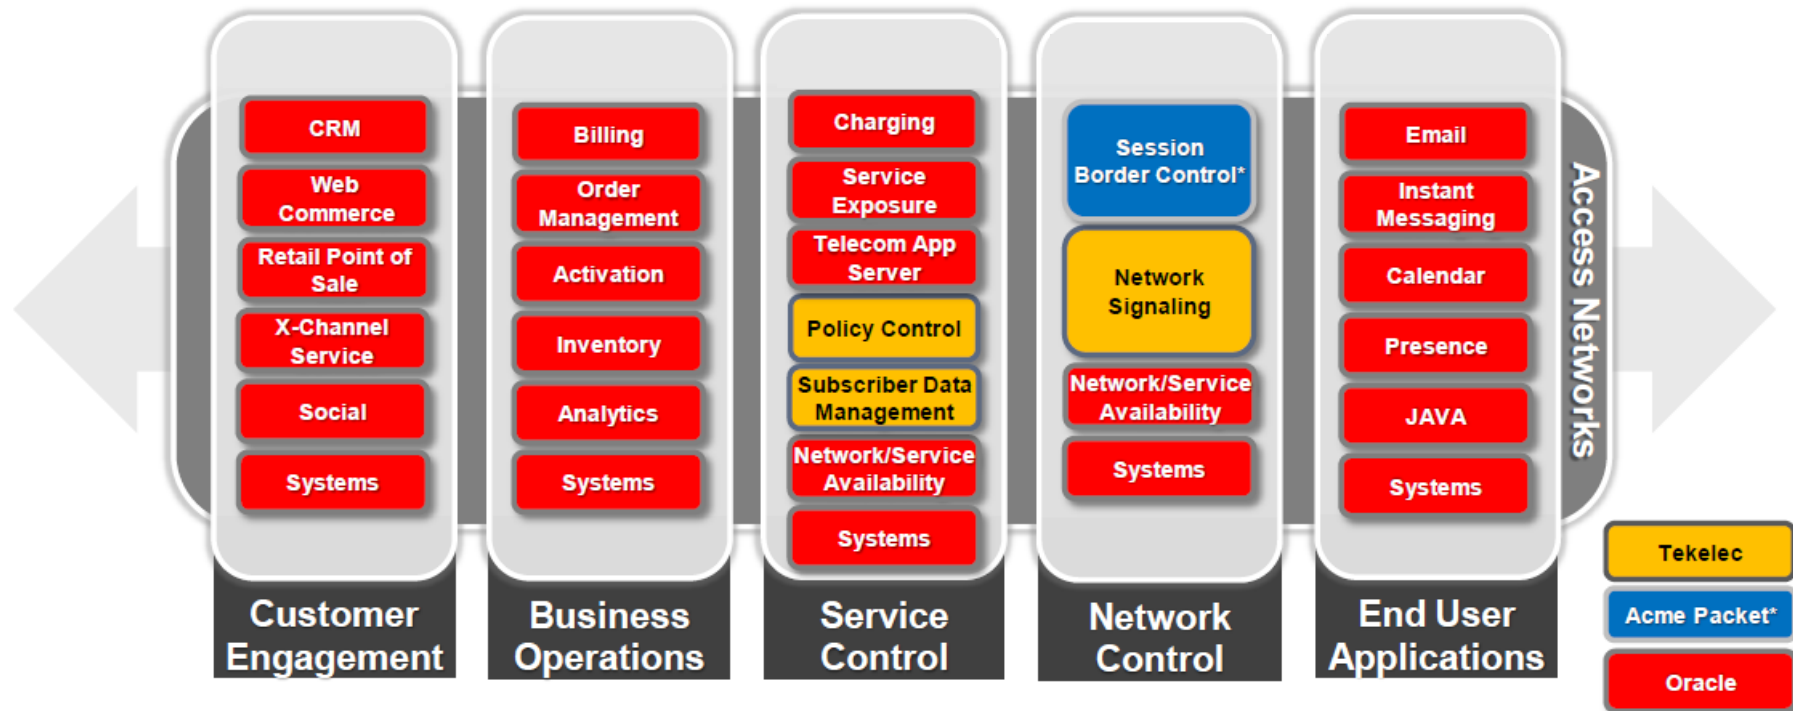 CRM
Web
Commerce
Retail Point of
Sale
X-Channel
Service
Social
Systems
Customer
Engagement
Billing
Order
Management
Activation
Inventory
Analytics
Systems
Business
Operations
Charging
Service
Exposure
Telecom App
Server
Policy Control
Subscriber Data
Management
Network/Service
Availability
Systems
Service
Control
Session
Border Control*
Network
Signaling
Network/Service
Availability
Systems
Network
Control
Email
Instant
Messaging
Calendar
Presence
JAVA
Systems
End User
Applications
Access Networks
Tekelec
Acme Packet*
Oracle